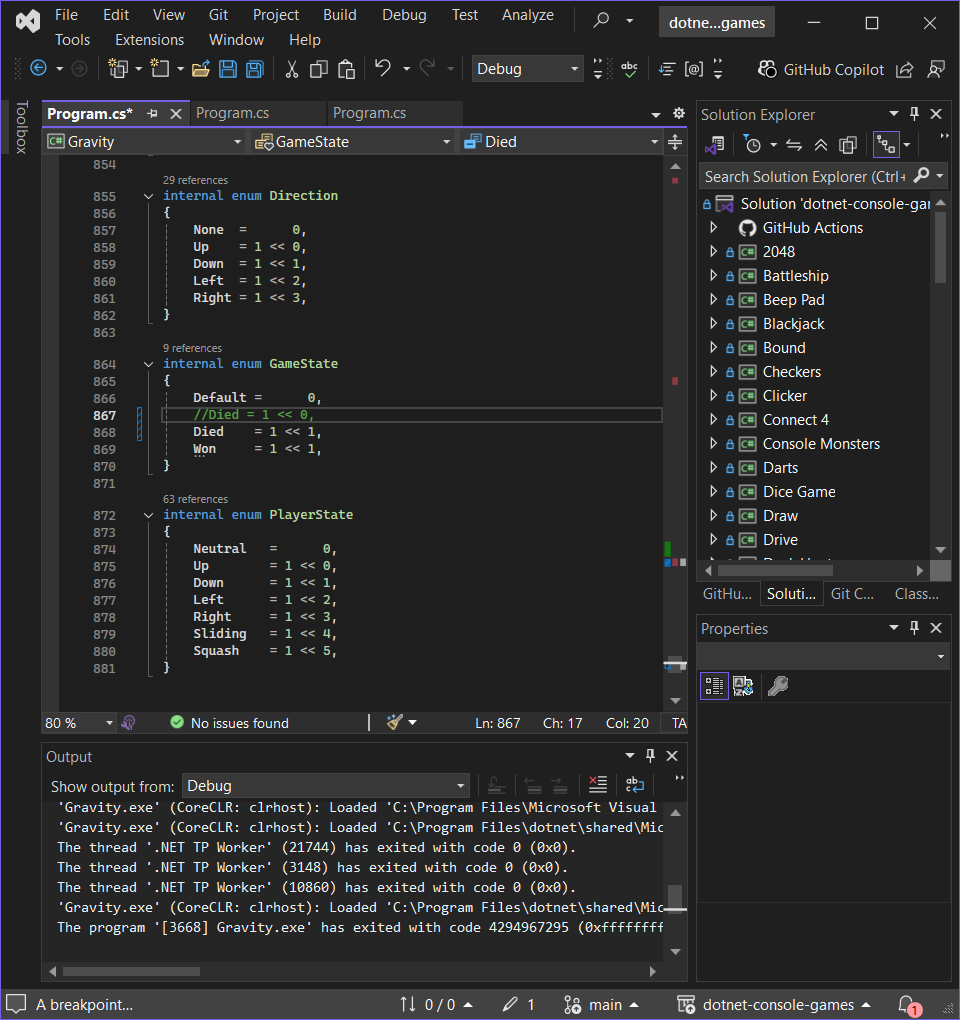 File Edit View Git Project Build Debug Test Analyze
dotne...games
Tools Extensions Window Help
Debug
GitHub Copilot
Toolbox
Program.cs* Program.cs Program.cs
Gravity GameState Died
854
29 references
855 internal enum Direction
856 {
857 None = 0,
858 Up = 1 << 0,
859 Down = 1 << 1,
860 Left = 1 << 2,
861 Right = 1 << 3,
862 }
863
9 references
864 internal enum GameState
865 {
866 Default = 0,
867 //Died = 1 << 0,
868 Died = 1 << 1,
869 Won = 1 << 1,
870 }
871
63 references
872 internal enum PlayerState
873 {
874 Neutral = 0,
875 Up = 1 << 0,
876 Down = 1 << 1,
877 Left = 1 << 2,
878 Right = 1 << 3,
879 Sliding = 1 << 4,
880 Squash = 1 << 5,
881 }
80 % No issues found Ln: 867 Ch: 17 Col: 20 TA
Output
Show output from: Debug
'Gravity.exe' (CoreCLR: clrhost): Loaded 'C:\Program Files\Microsoft Visual
'Gravity.exe' (CoreCLR: clrhost): Loaded 'C:\Program Files\dotnet\shared\Mic
The thread '.NET TP Worker' (21744) has exited with code 0 (0x0).
The thread '.NET TP Worker' (3148) has exited with code 0 (0x0).
The thread '.NET TP Worker' (10860) has exited with code 0 (0x0).
'Gravity.exe' (CoreCLR: clrhost): Loaded 'C:\Program Files\dotnet\shared\Mic
The program '[3668] Gravity.exe' has exited with code 4294967295 (0xffffffff
Solution Explorer
Search Solution Explorer (Ctrl+
Solution 'dotnet-console-gar
GitHub Actions
2048
Battleship
Beep Pad
Blackjack
Bound
Checkers
Clicker
Connect 4
Console Monsters
Darts
Dice Game
Draw
Drive
GitHu... Soluti... Git C... Class...
Properties
A breakpoint... 0 / 0 1 main dotnet-console-games 1